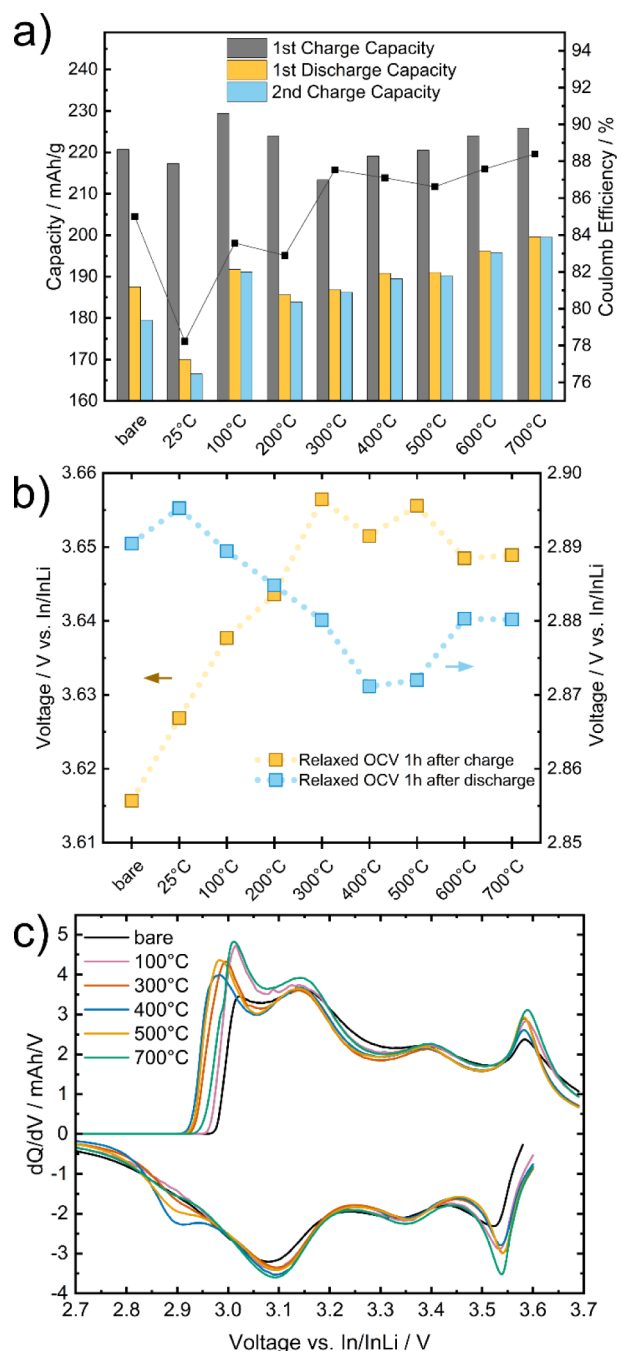 a)
1st Charge Capacity
1st Discharge Capacity
2nd Charge Capacity
Capacity / mAh/g
240
230
220
210
200
190
180
170
160
Coulomb Efficiency / %
94
92
90
88
86
84
82
80
78
76
bare
25°C
100°C
200°C
300°C
400°C
500°C
600°C
700°C
b)
Voltage / V vs. In/InLi
3.66
3.65
3.64
3.63
3.62
3.61
Voltage / V vs. In/InLi
2.90
2.89
2.88
2.87
2.86
2.85
Relaxed OCV 1h after charge
Relaxed OCV 1h after discharge
bare
25°C
100°C
200°C
300°C
400°C
500°C
600°C
700°C
c)
bare
100°C
300°C
400°C
500°C
700°C
dQ/dV / mAh/V
5
4
3
2
1
0
-1
-2
-3
-4
2.7
2.8
2.9
3.0
3.1
3.2
3.3
3.4
3.5
3.6
3.7
Voltage vs. In/InLi / V